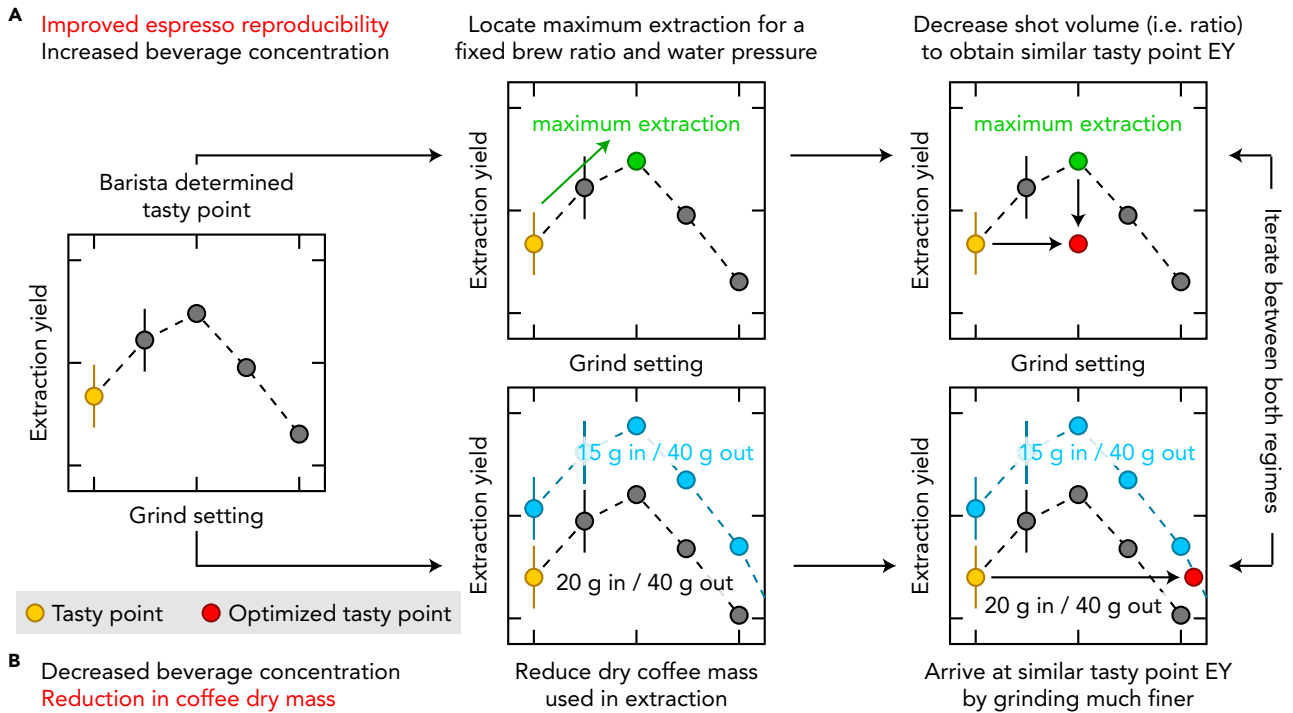 A
Improved espresso reproducibility
Increased beverage concentration
Locate maximum extraction for a
fixed brew ratio and water pressure
Decrease shot volume (i.e. ratio)
to obtain similar tasty point EY
Barista determined
tasty point
Extraction yield
Grind setting
maximum extraction
Extraction yield
Grind setting
maximum extraction
Extraction yield
Grind setting
Iterate between both regimes
15 g in / 40 g out
20 g in / 40 g out
Extraction yield
15 g in / 40 g out
20 g in / 40 g out
Extraction yield
Tasty point
Optimized tasty point
B
Decreased beverage concentration
Reduction in coffee dry mass
Reduce dry coffee mass
used in extraction
Arrive at similar tasty point EY
by grinding much finer